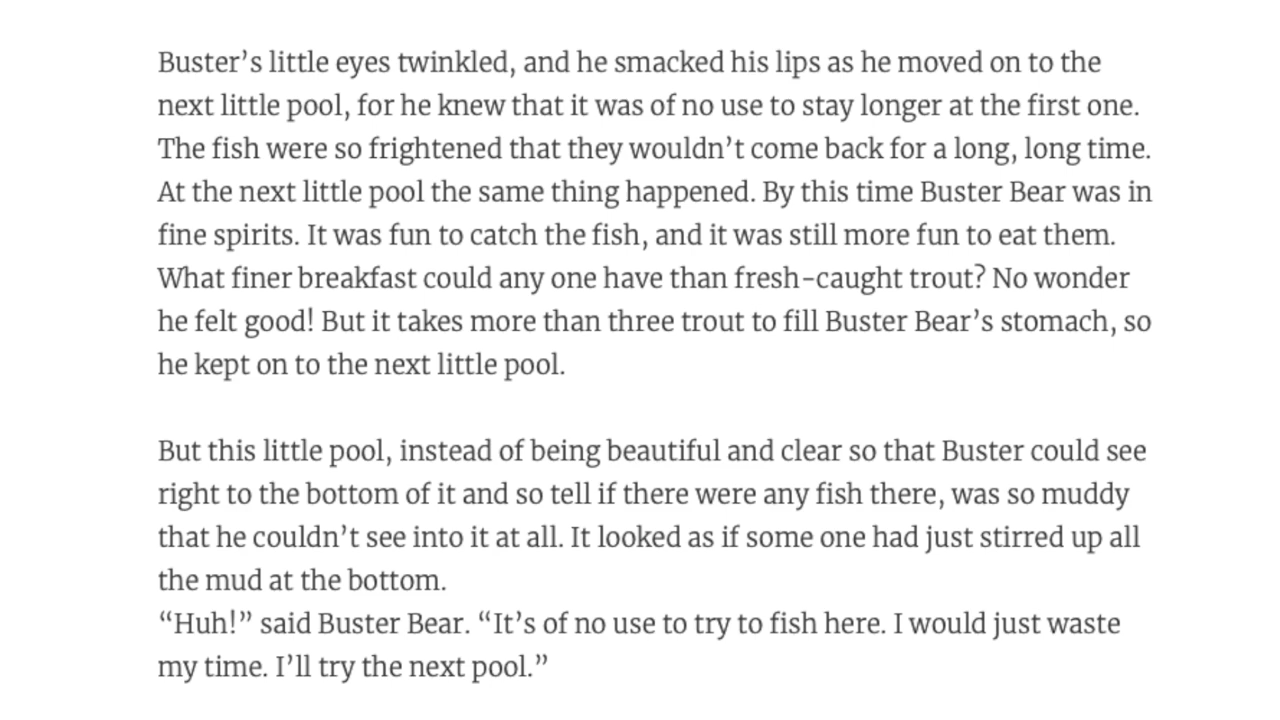 Buster’s little eyes twinkled, and he smacked his lips as he moved on to the
next little pool, for he knew that it was of no use to stay longer at the first one.
The fish were so frightened that they wouldn’t come back for a long, long time.
At the next little pool the same thing happened. By this time Buster Bear was in
fine spirits. It was fun to catch the fish, and it was still more fun to eat them.
What finer breakfast could any one have than fresh-caught trout? No wonder
he felt good! But it takes more than three trout to fill Buster Bear’s stomach, so
he kept on to the next little pool.
But this little pool, instead of being beautiful and clear so that Buster could see
right to the bottom of it and so tell if there were any fish there, was so muddy
that he couldn’t see into it at all. It looked as if some one had just stirred up all
the mud at the bottom.
“Huh!” said Buster Bear. “It’s of no use to try to fish here. I would just waste
my time. I’ll try the next pool.”